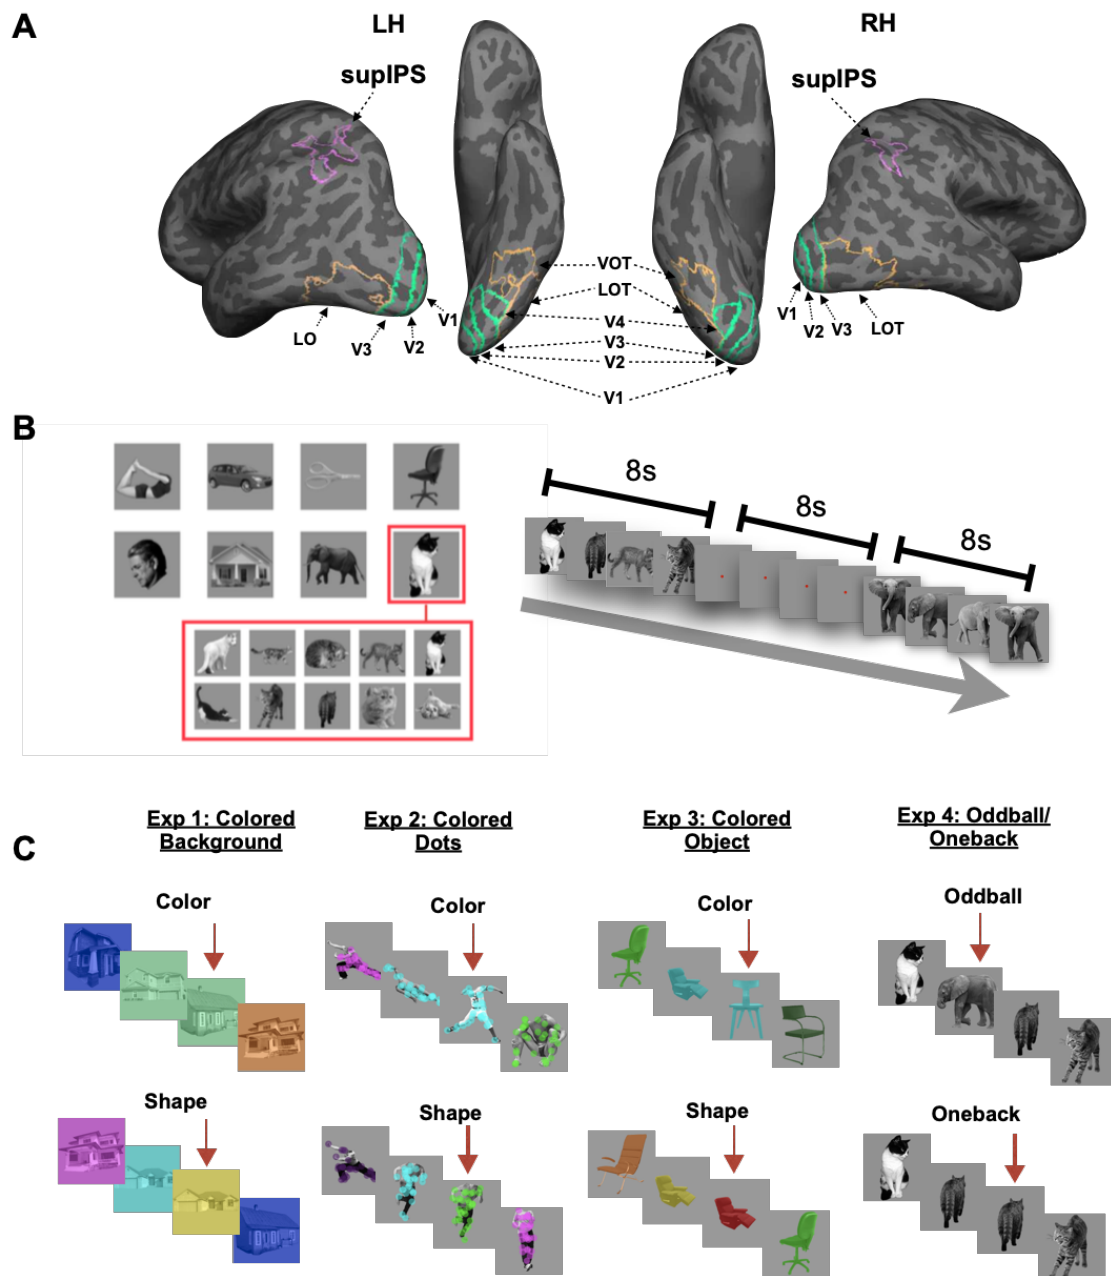 A
LH
RH
supIPS
supIPS
VOT
LOT
V4
V3
V2
V1
LO
V3
V2
V1
V1
V2
V3
LOT
B
8s
8s
8s
C
Exp 1: Colored
Background
Exp 2: Colored
Dots
Exp 3: Colored
Object
Exp 4: Oddball/
Oneback
Color
Color
Color
Oddball
Shape
Shape
Shape
Oneback